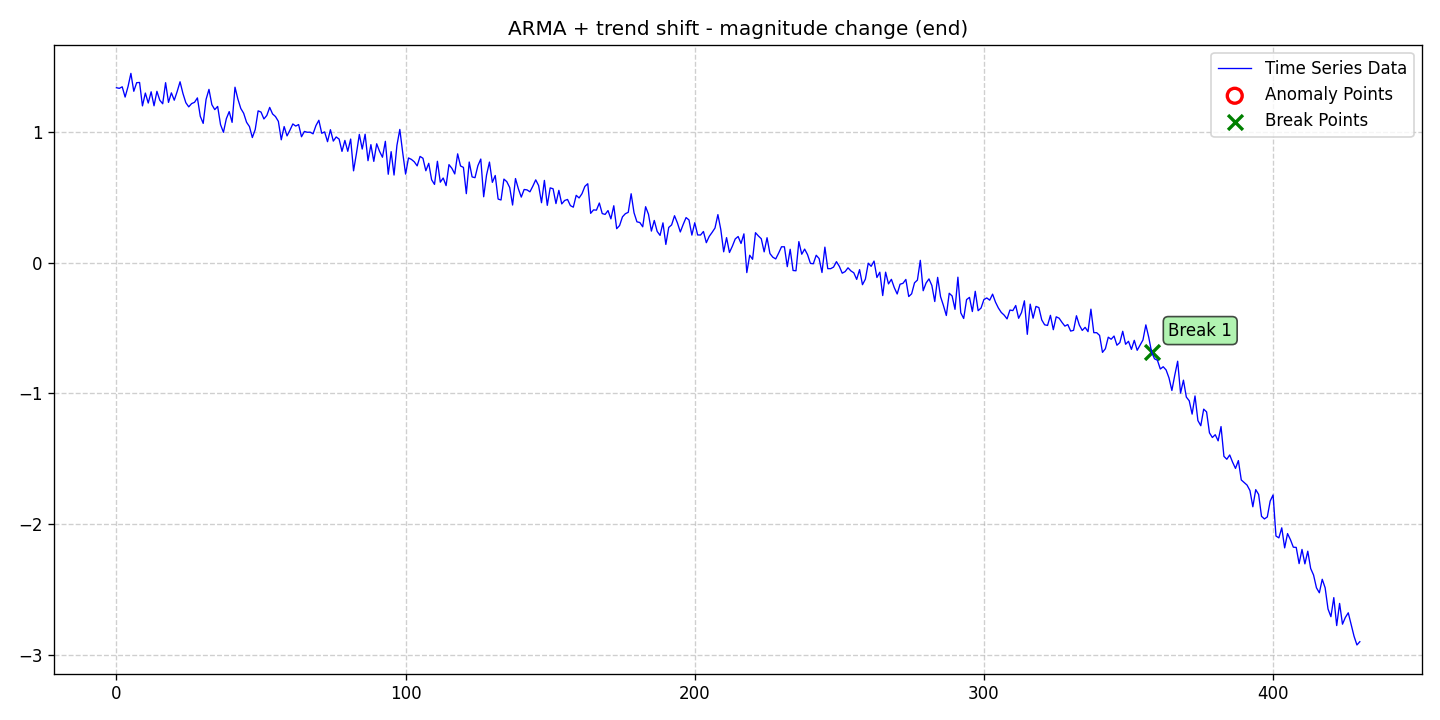 ARMA + trend shift - magnitude change (end)
Time Series Data
Anomaly Points
Break Points
1
0
Break 1
−1
−2
−3
0 100 200 300 400